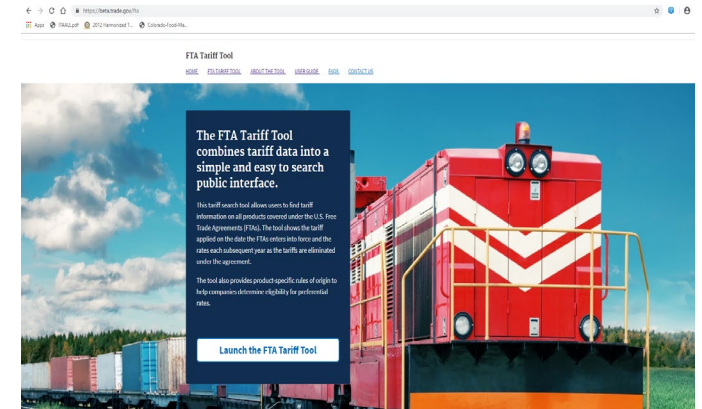 https://beta.trade.gov/fta
Apps ITAAU.pdf 2012 Harmonized T... Colorado-Food-Ma...
FTA Tariff Tool
HOME FTA TARIFF TOOL ABOUT THE TOOL USER GUIDE FAQS CONTACT US
The FTA Tariff Tool
combines tariff data into a
simple and easy to search
public interface.
This tariff search tool allows users to find tariff
information on all products covered under the U.S. Free
Trade Agreements (FTAs). The tool shows the tariff
applied on the date the FTAs enters into force and the
rates each subsequent year as the tariffs are eliminated
under the agreement.
The tool also provides product-specific rules of origin to
help companies determine eligibility for preferential
rates.
Launch the FTA Tariff Tool